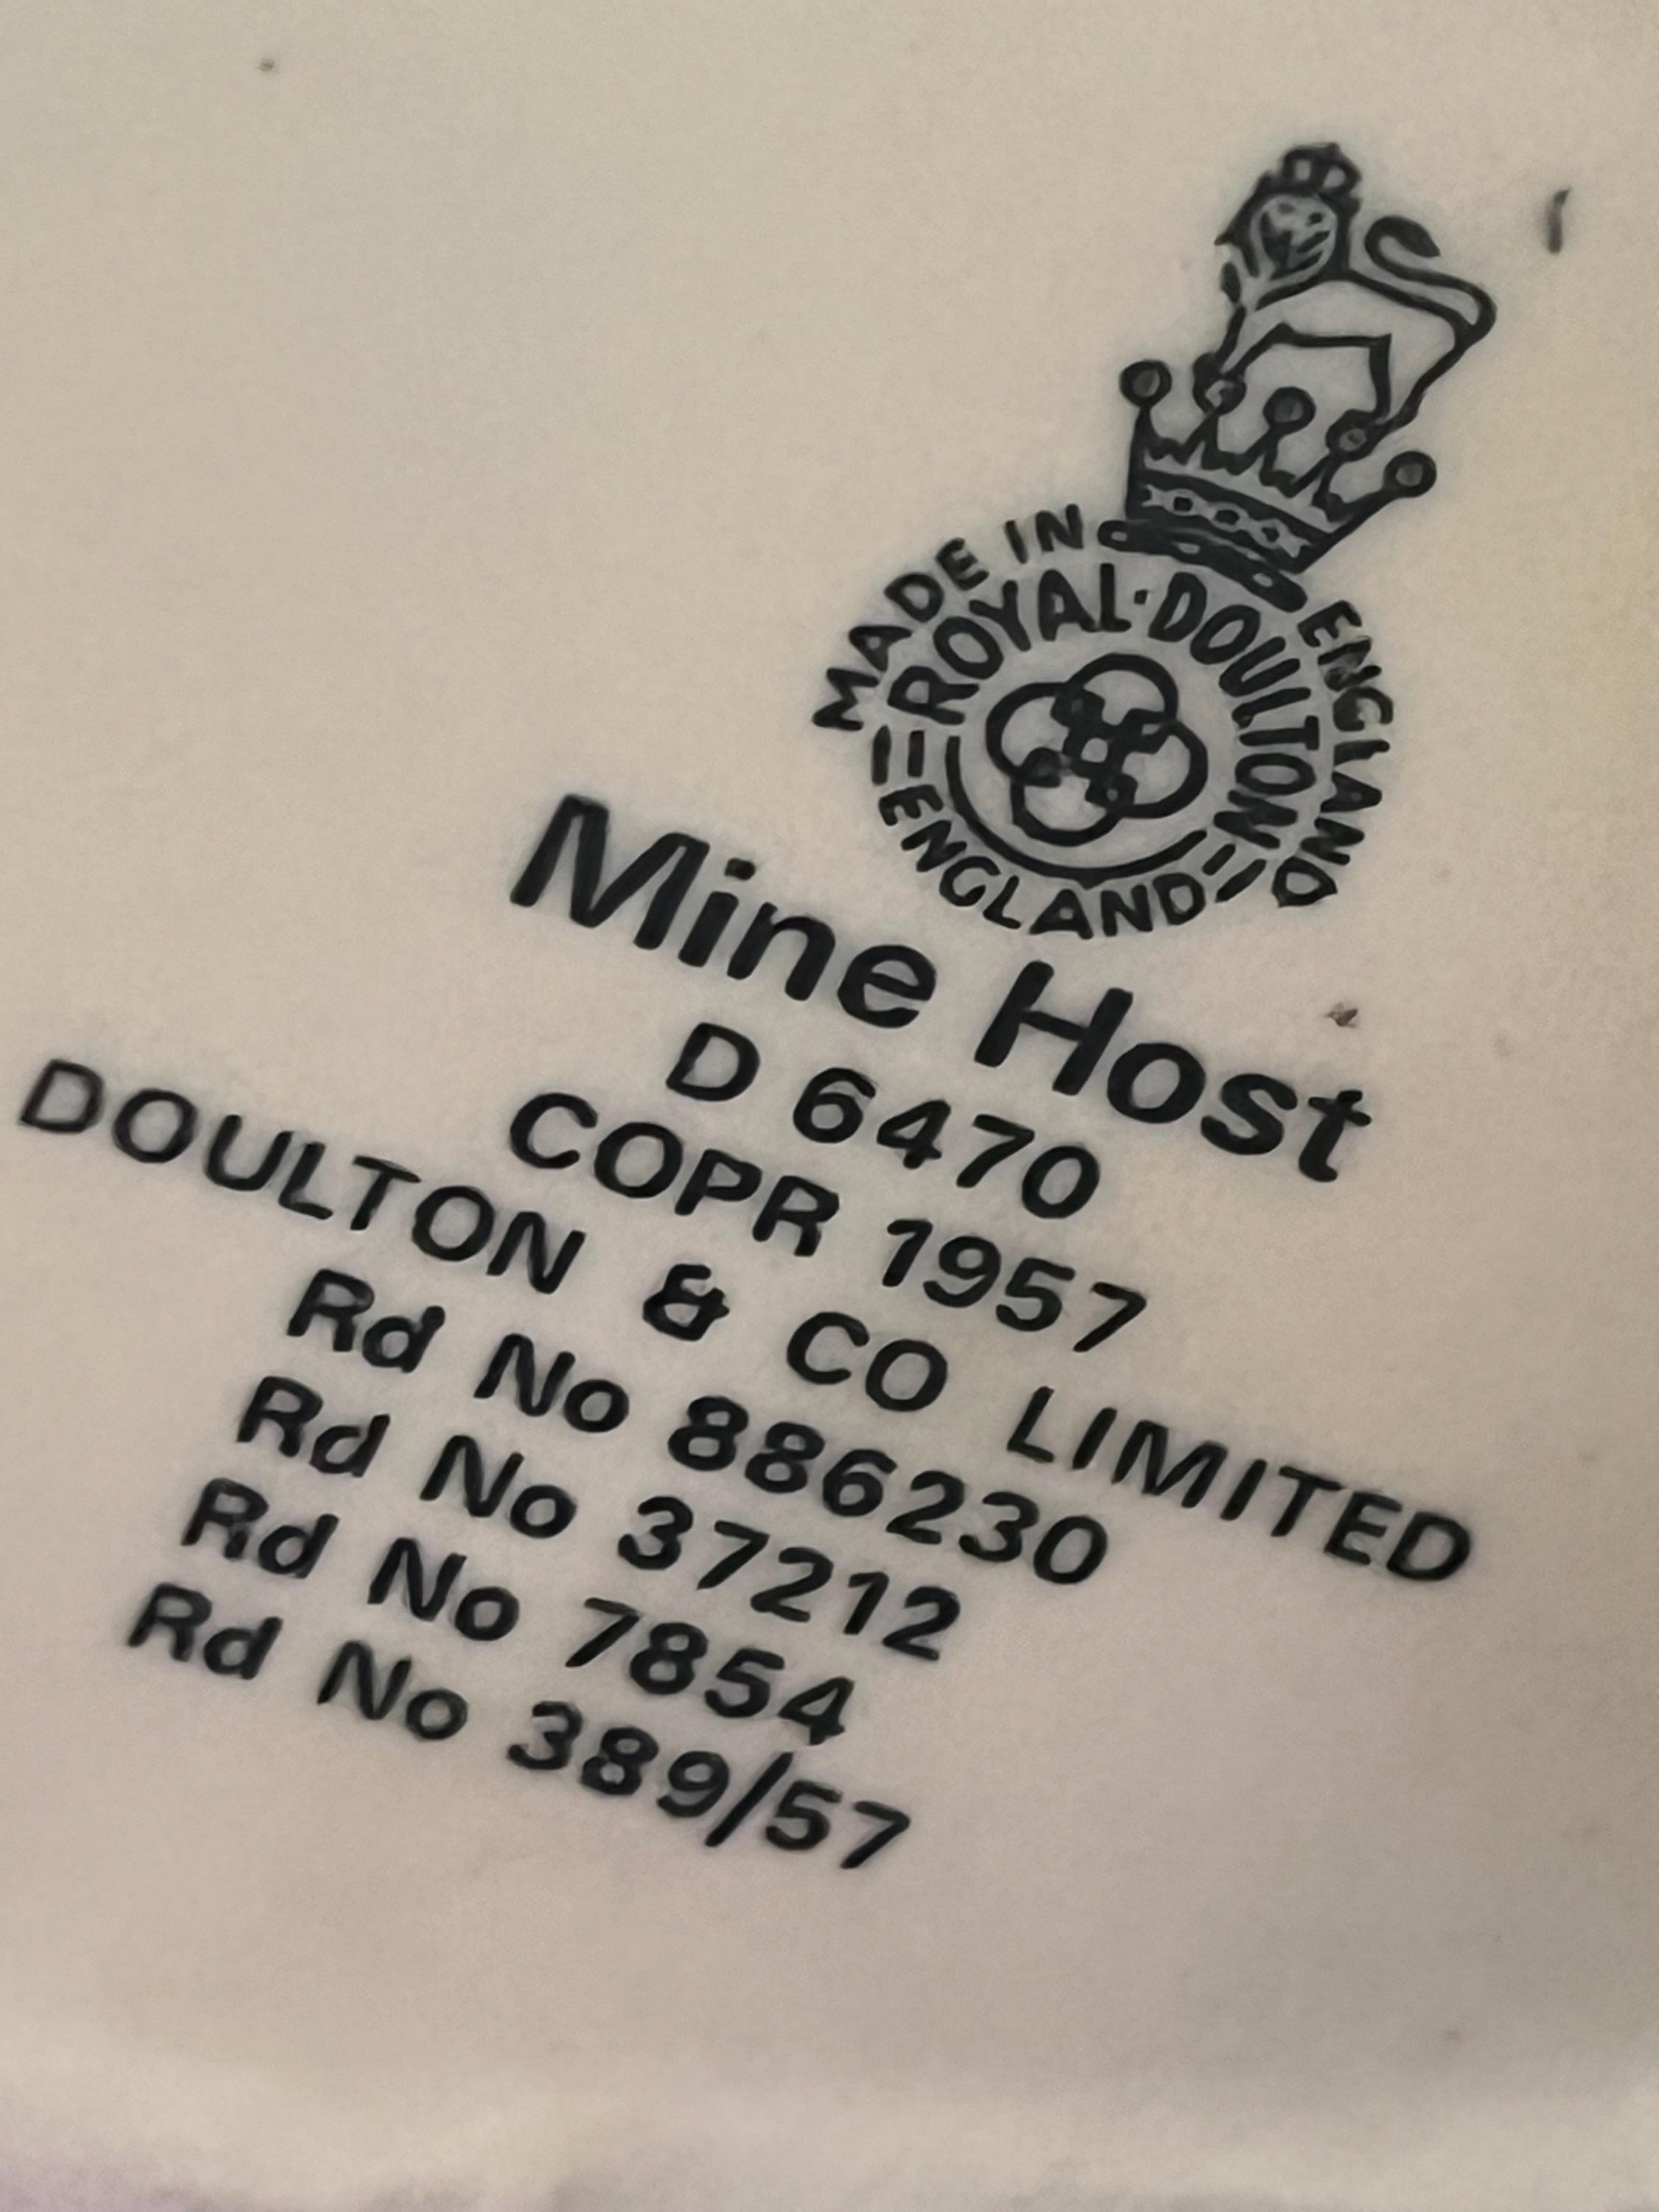 MADE IN ENGLAND
ROYAL·DOULTON
ENGLAND
Mine Host
D 6470
COPR 1957
DOULTON & CO LIMITED
Rd No 886230
Rd No 37212
Rd No 7854
Rd No 389/57